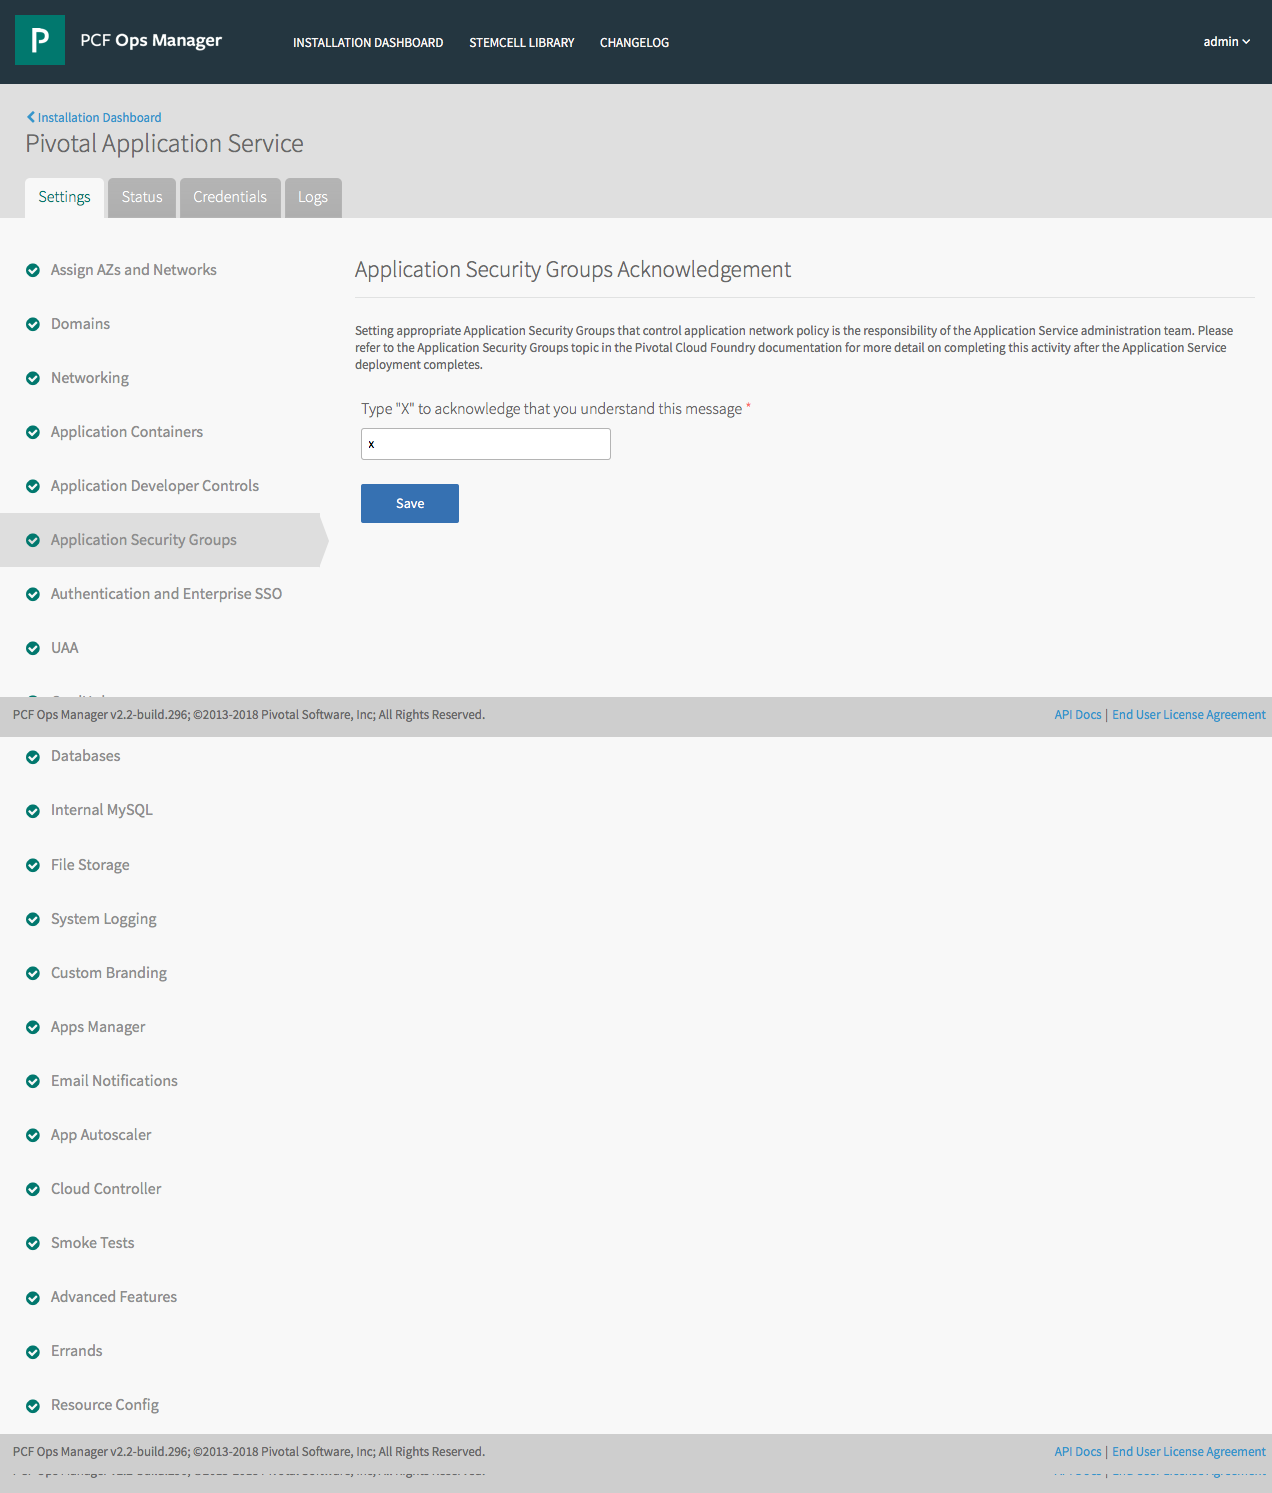 P
PCF Ops Manager
INSTALLATION DASHBOARD
STEMCELL LIBRARY
CHANGELOG
admin
Installation Dashboard
Pivotal Application Service
Settings
Status
Credentials
Logs
Assign AZs and Networks
Domains
Networking
Application Containers
Application Developer Controls
Application Security Groups
Authentication and Enterprise SSO
UAA
Application Security Groups Acknowledgement
Setting appropriate Application Security Groups that control application network policy is the responsibility of the Application Service administration team. Please
refer to the Application Security Groups topic in the Pivotal Cloud Foundry documentation for more detail on completing this activity after the Application Service
deployment completes.
Type "X" to acknowledge that you understand this message *
x
Save
PCF Ops Manager v2.2-build.296; ©2013-2018 Pivotal Software, Inc; All Rights Reserved.
API Docs | End User License Agreement
Databases
Internal MySQL
File Storage
System Logging
Custom Branding
Apps Manager
Email Notifications
App Autoscaler
Cloud Controller
Smoke Tests
Advanced Features
Errands
Resource Config
PCF Ops Manager v2.2-build.296; ©2013-2018 Pivotal Software, Inc; All Rights Reserved.
API Docs | End User License Agreement